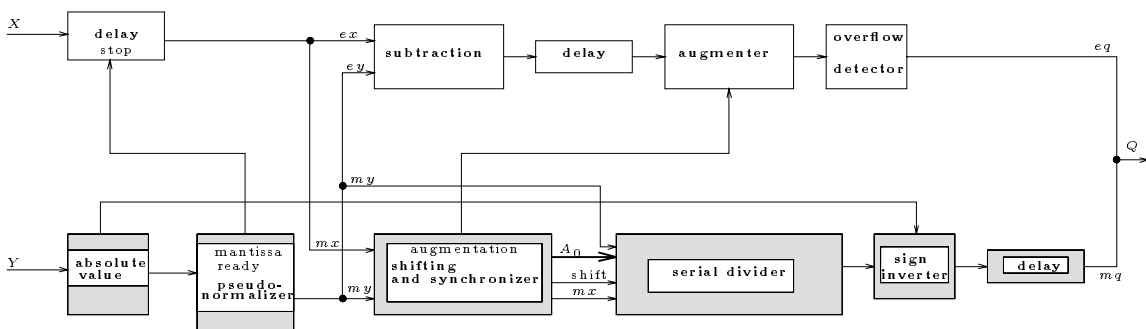 X
delay
stop
ex
ey
subtraction
delay
augmenter
overflow
detector
eq
Q
my
Y
absolute
value
mantissa
ready
pseudo-
normalizer
mx
my
augmentation
shifting
and synchronizer
A0
shift
mx
serial divider
sign
inverter
delay
mq